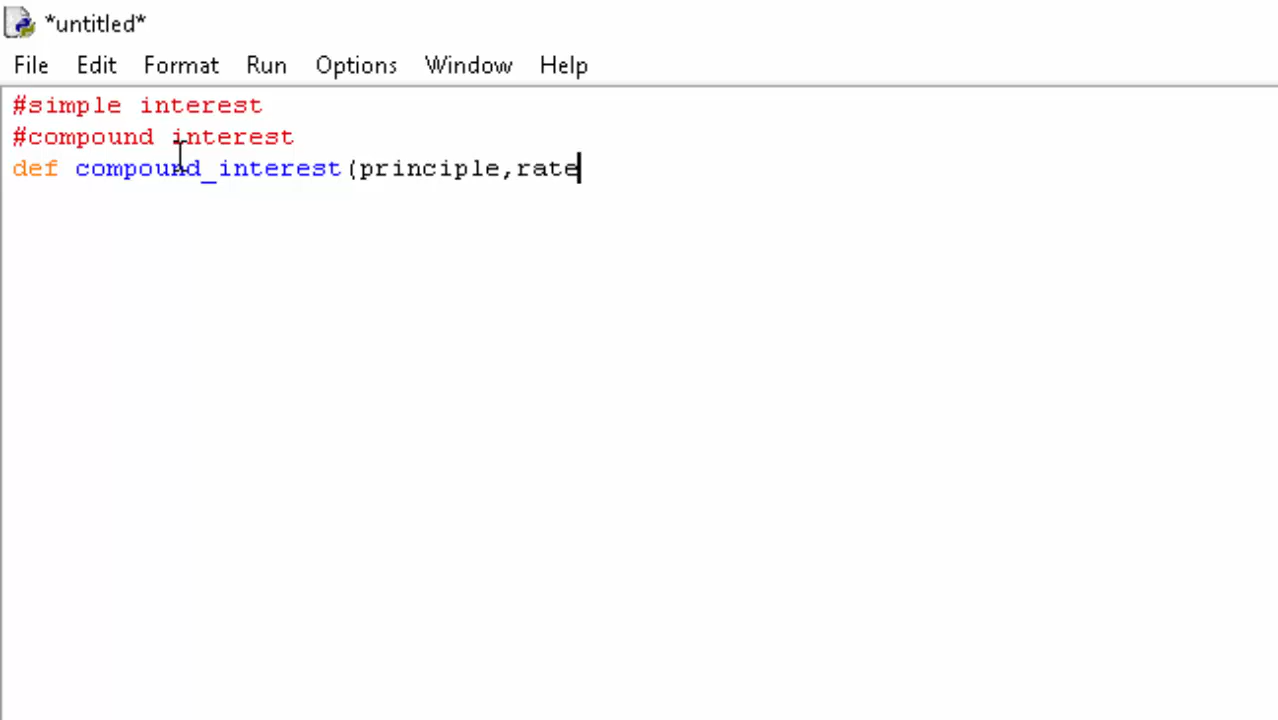 *untitled*
File Edit Format Run Options Window Help
#simple interest
#compound interest
def compound_interest(principle,rate